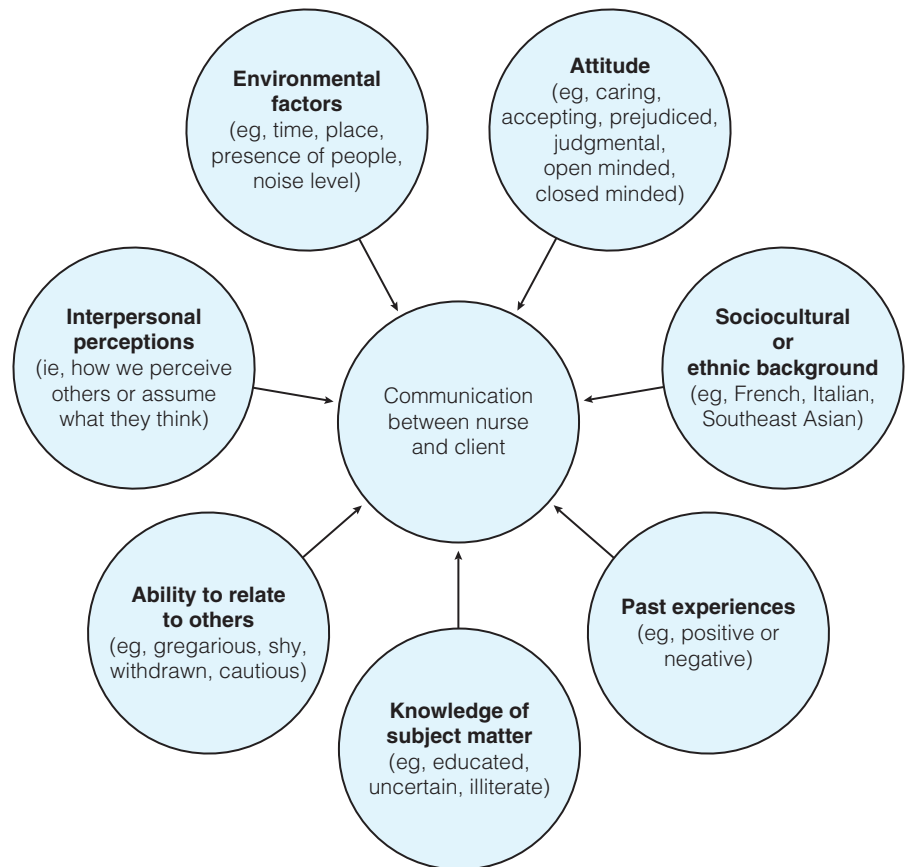 Environmental
factors
(eg, time, place,
presence of people,
noise level)
Attitude
(eg, caring,
accepting, prejudiced,
judgmental,
open minded,
closed minded)
Interpersonal
perceptions
(ie, how we perceive
others or assume
what they think)
Sociocultural
or
ethnic background
(eg, French, Italian,
Southeast Asian)
Communication
between nurse
and client
Ability to relate
to others
(eg, gregarious, shy,
withdrawn, cautious)
Past experiences
(eg, positive or
negative)
Knowledge of
subject matter
(eg, educated,
uncertain, illiterate)